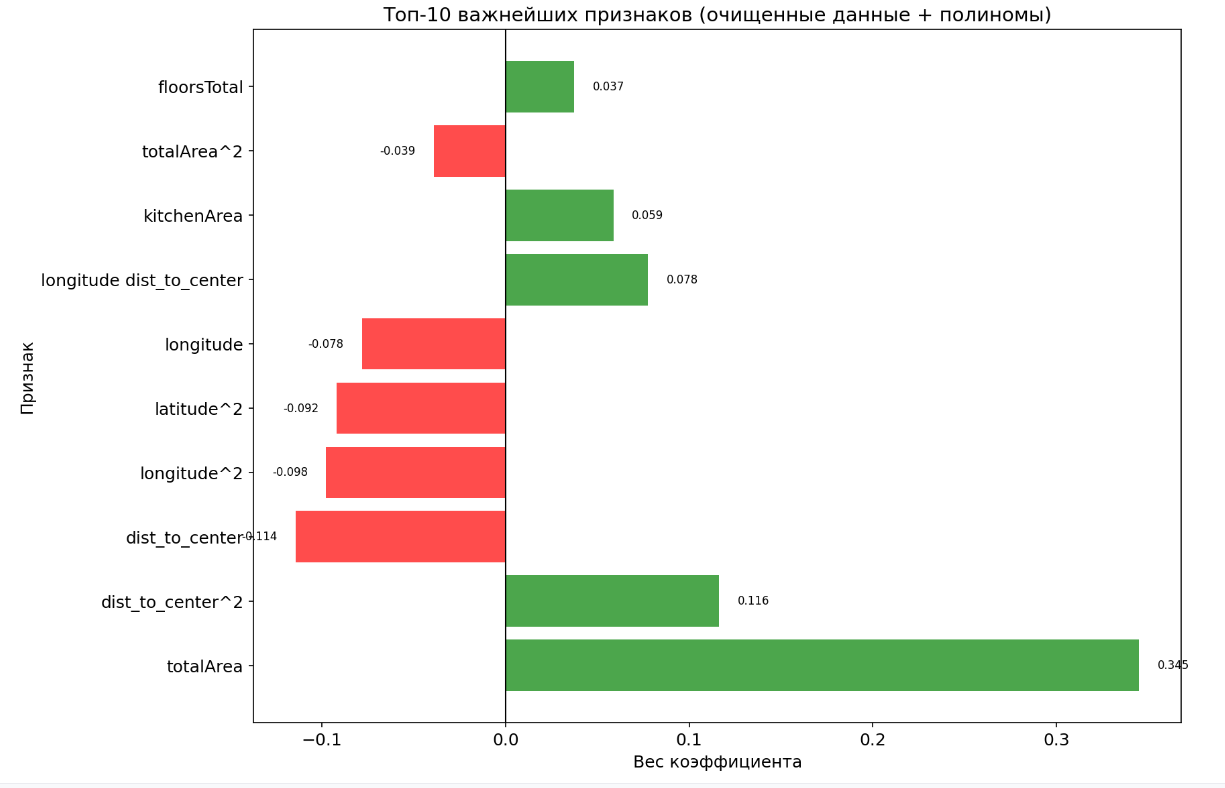 Топ-10 важнейших признаков (очищенные данные + полиномы)
floorsTotal 0.037
totalArea^2 -0.039
kitchenArea 0.059
longitude dist_to_center 0.078
longitude -0.078
latitude^2 -0.092
longitude^2 -0.098
dist_to_center -0.114
dist_to_center^2 0.116
totalArea 0.345
Признак
−0.1 0.0 0.1 0.2 0.3
Вес коэффициента